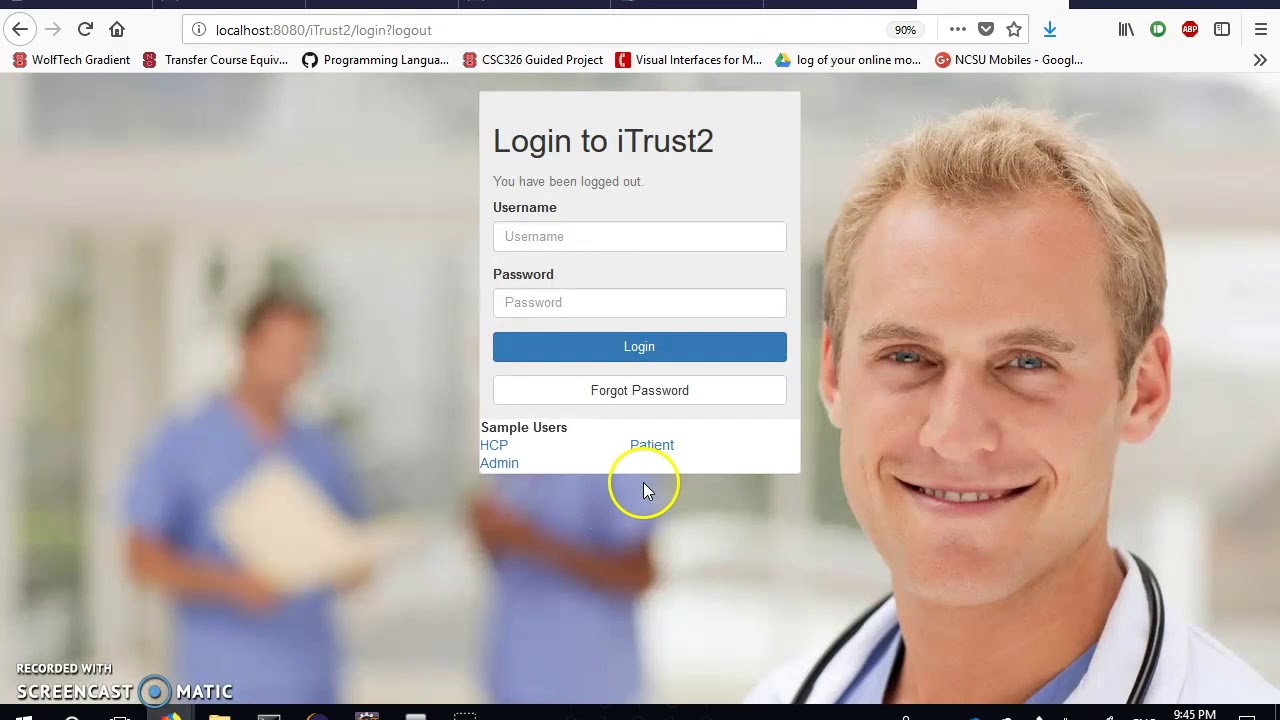 localhost:8080/iTrust2/login?logout
90%
WolfTech Gradient
Transfer Course Equiv...
Programming Langua...
CSC326 Guided Project
Visual Interfaces for M...
log of your online mo...
NCSU Mobiles - Googl...
ABP
Login to iTrust2
You have been logged out.
Username
Username
Password
Password
Login
Forgot Password
Sample Users
HCP Patient
Admin
RECORDED WITH
SCREENCAST MATIC
9:45 PM